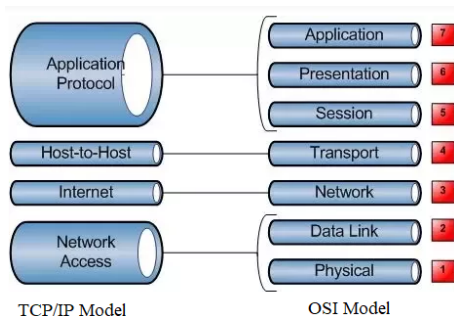 Application
Protocol
Application
7
Presentation
6
Session
5
Host-to-Host
Transport
4
Internet
Network
3
Network
Access
Data Link
2
Physical
1
TCP/IP Model
OSI Model